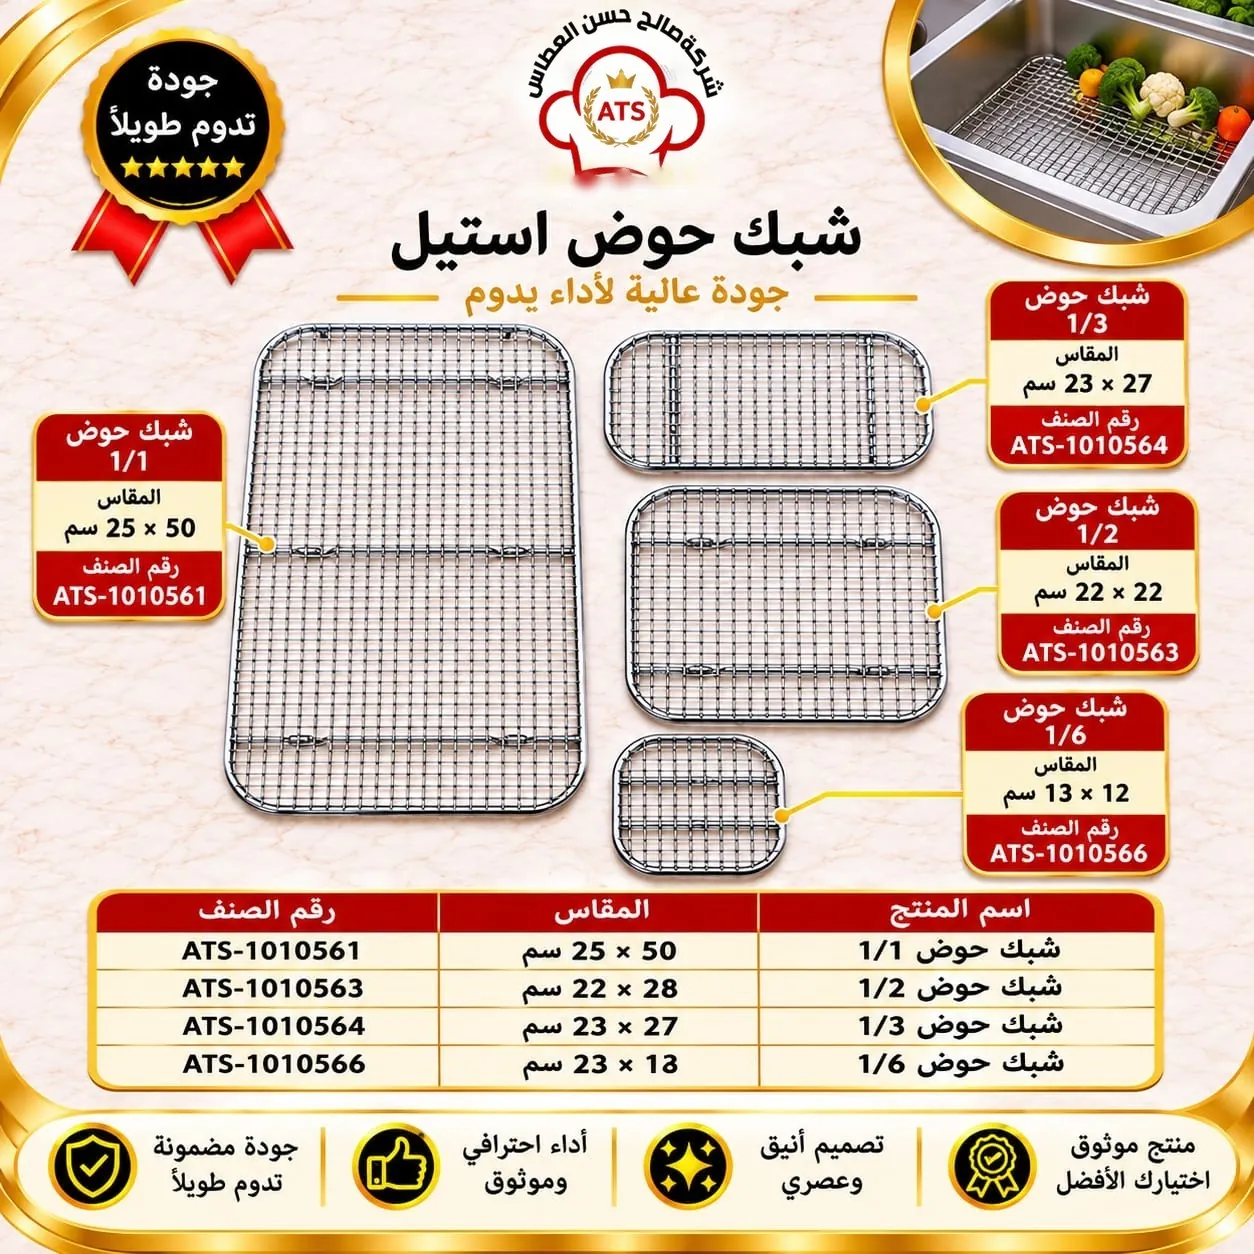 شركة صالح حسن العطاس
ATS
جودة
تدوم طويلاً
شبك حوض استيل
جودة عالية لأداء يدوم
شبك حوض
1/3
المقاس
27 × 23 سم
رقم الصنف
ATS-1010564
شبك حوض
1/1
المقاس
50 × 25 سم
رقم الصنف
ATS-1010561
شبك حوض
1/2
المقاس
22 × 22 سم
رقم الصنف
ATS-1010563
شبك حوض
1/6
المقاس
12 × 13 سم
رقم الصنف
ATS-1010566
اسم المنتج المقاس رقم الصنف
شبك حوض 1/1 50 × 25 سم ATS-1010561
شبك حوض 1/2 28 × 22 سم ATS-1010563
شبك حوض 1/3 27 × 23 سم ATS-1010564
شبك حوض 1/6 13 × 23 سم ATS-1010566
منتج موثوق
اختيارك الأفضل
تصميم أنيق
وعصري
أداء احترافي
وموثوق
جودة مضمونة
تدوم طويلاً